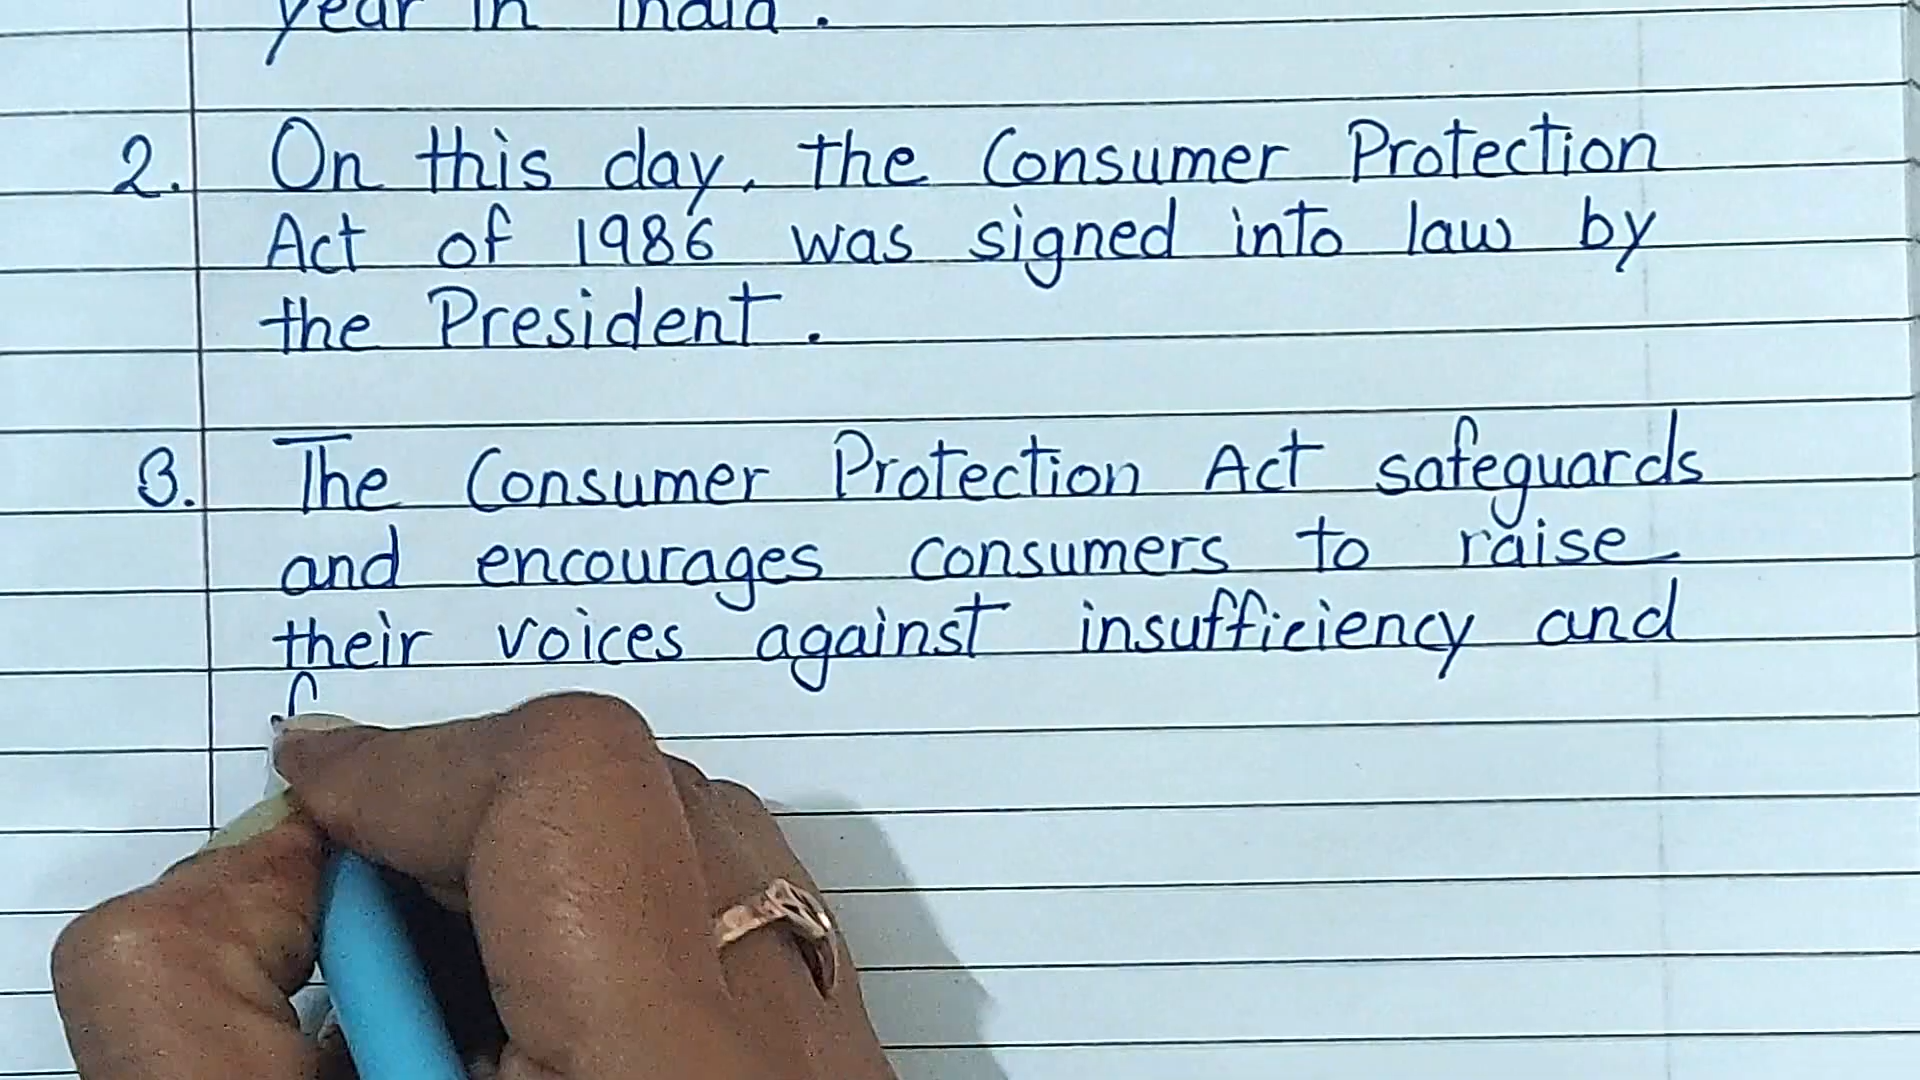 year in India.
2. On this day, the Consumer Protection
Act of 1986 was signed into law by
the President.
3. The Consumer Protection Act safeguards
and encourages consumers to raise
their voices against insufficiency and
f